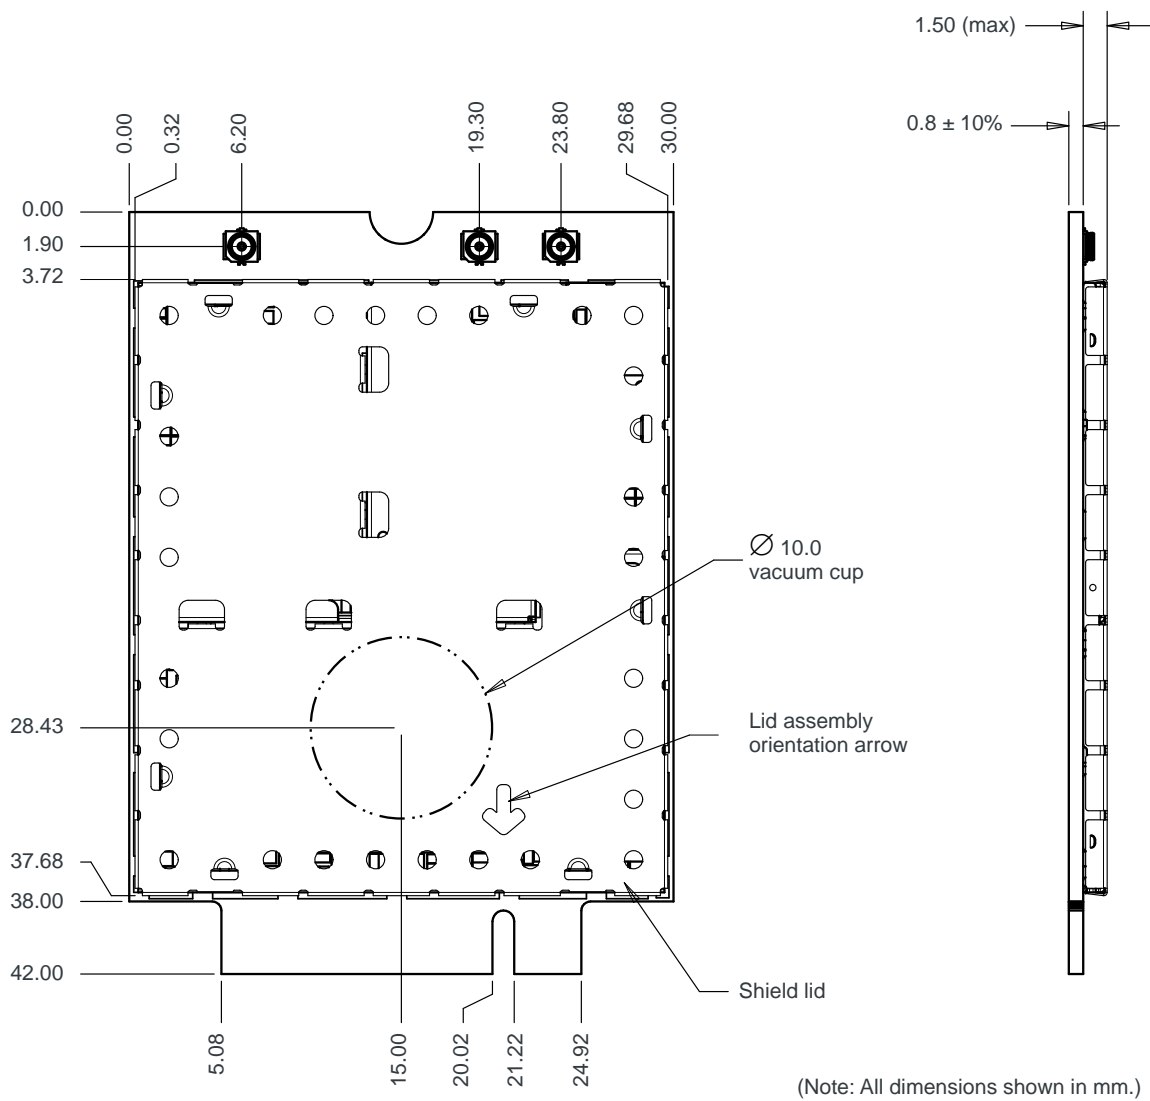 1.50 (max)
0.8 ± 10%
0.00
0.32
6.20
19.30
23.80
29.68
30.00
0.00
1.90
3.72
Ø 10.0
vacuum cup
28.43
Lid assembly
orientation arrow
37.68
38.00
42.00
Shield lid
5.08
15.00
20.02
21.22
24.92
(Note: All dimensions shown in mm.)